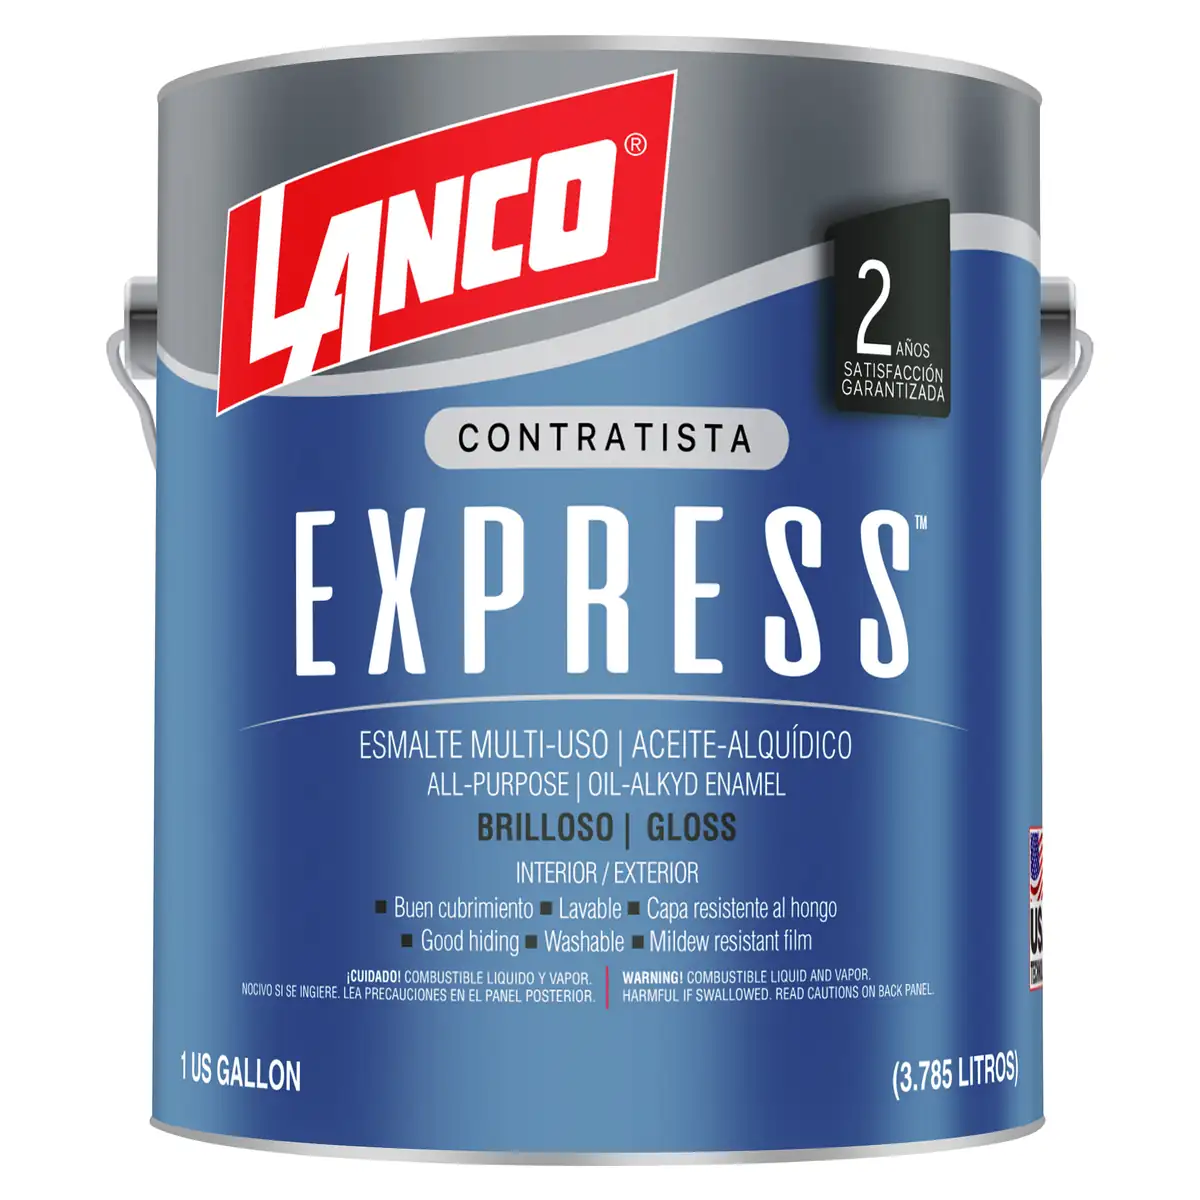 LANCO®
2 AÑOS
SATISFACCIÓN
GARANTIZADA
CONTRATISTA
EXPRESS™
ESMALTE MULTI-USO | ACEITE-ALQUÍDICO
ALL-PURPOSE | OIL-ALKYD ENAMEL
BRILLOSO | GLOSS
INTERIOR / EXTERIOR
▪ Buen cubrimiento ▪ Lavable ▪ Capa resistente al hongo
▪ Good hiding ▪ Washable ▪ Mildew resistant film
¡CUIDADO! COMBUSTIBLE LIQUIDO Y VAPOR.
NOCIVO SI SE INGIERE. LEA PRECAUCIONES EN EL PANEL POSTERIOR.
WARNING! COMBUSTIBLE LIQUID AND VAPOR.
HARMFUL IF SWALLOWED. READ CAUTIONS ON BACK PANEL.
1 US GALLON
(3.785 LITROS)